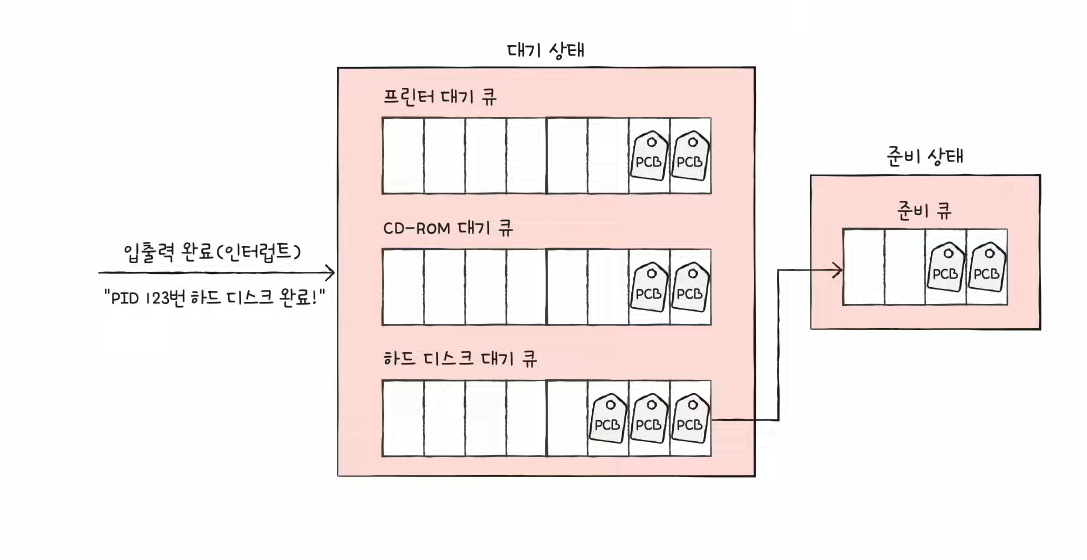 대기 상태
프린터 대기 큐
PCB PCB
준비 상태
준비 큐
CD-ROM 대기 큐
입출력 완료(인터럽트)
"PID 123번 하드 디스크 완료!"
PCB PCB
PCB PCB
하드 디스크 대기 큐
PCB PCB PCB